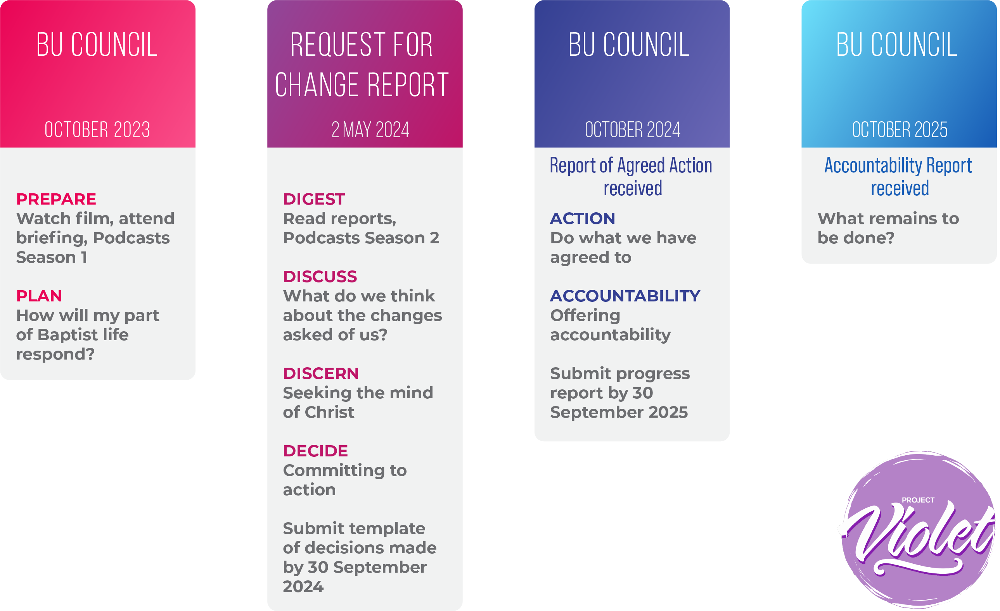 BU COUNCIL
OCTOBER 2023
PREPARE
Watch film, attend
briefing, Podcasts
Season 1
PLAN
How will my part
of Baptist life
respond?
REQUEST FOR
CHANGE REPORT
2 MAY 2024
DIGEST
Read reports,
Podcasts Season 2
DISCUSS
What do we think
about the changes
asked of us?
DISCERN
Seeking the mind
of Christ
DECIDE
Committing to
action
Submit template
of decisions made
by 30 September
2024
BU COUNCIL
OCTOBER 2024
Report of Agreed Action
received
ACTION
Do what we have
agreed to
ACCOUNTABILITY
Offering
accountability
Submit progress
report by 30
September 2025
BU COUNCIL
OCTOBER 2025
Accountability Report
received
What remains to
be done?
PROJECT
Violet